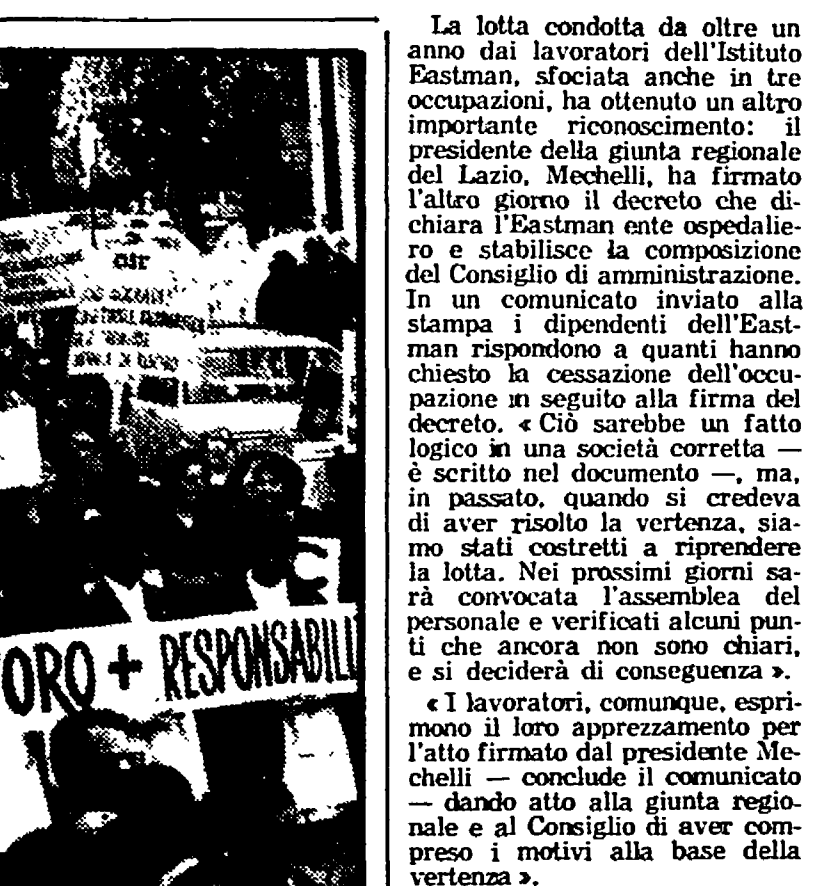 ORO + RESPONSABILI
La lotta condotta da oltre un
anno dai lavoratori dell'Istituto
Eastman, sfociata anche in tre
occupazioni, ha ottenuto un altro
importante riconoscimento: il
presidente della giunta regionale
del Lazio, Mechelli, ha firmato
l'altro giorno il decreto che di-
chiara l'Eastman ente ospedalie-
ro e stabilisce la composizione
del Consiglio di amministrazione.
In un comunicato inviato alla
stampa i dipendenti dell'East-
man rispondono a quanti hanno
chiesto la cessazione dell'occu-
pazione in seguito alla firma del
decreto. « Ciò sarebbe un fatto
logico in una società corretta —
è scritto nel documento —, ma,
in passato, quando si credeva
di aver risolto la vertenza, sia-
mo stati costretti a riprendere
la lotta. Nei prossimi giorni sa-
rà convocata l'assemblea del
personale e verificati alcuni pun-
ti che ancora non sono chiari,
e si deciderà di conseguenza ».
« I lavoratori, comunque, espri-
mono il loro apprezzamento per
l'atto firmato dal presidente Me-
chelli — conclude il comunicato
— dando atto alla giunta regio-
nale e al Consiglio di aver com-
preso i motivi alla base della
vertenza ».